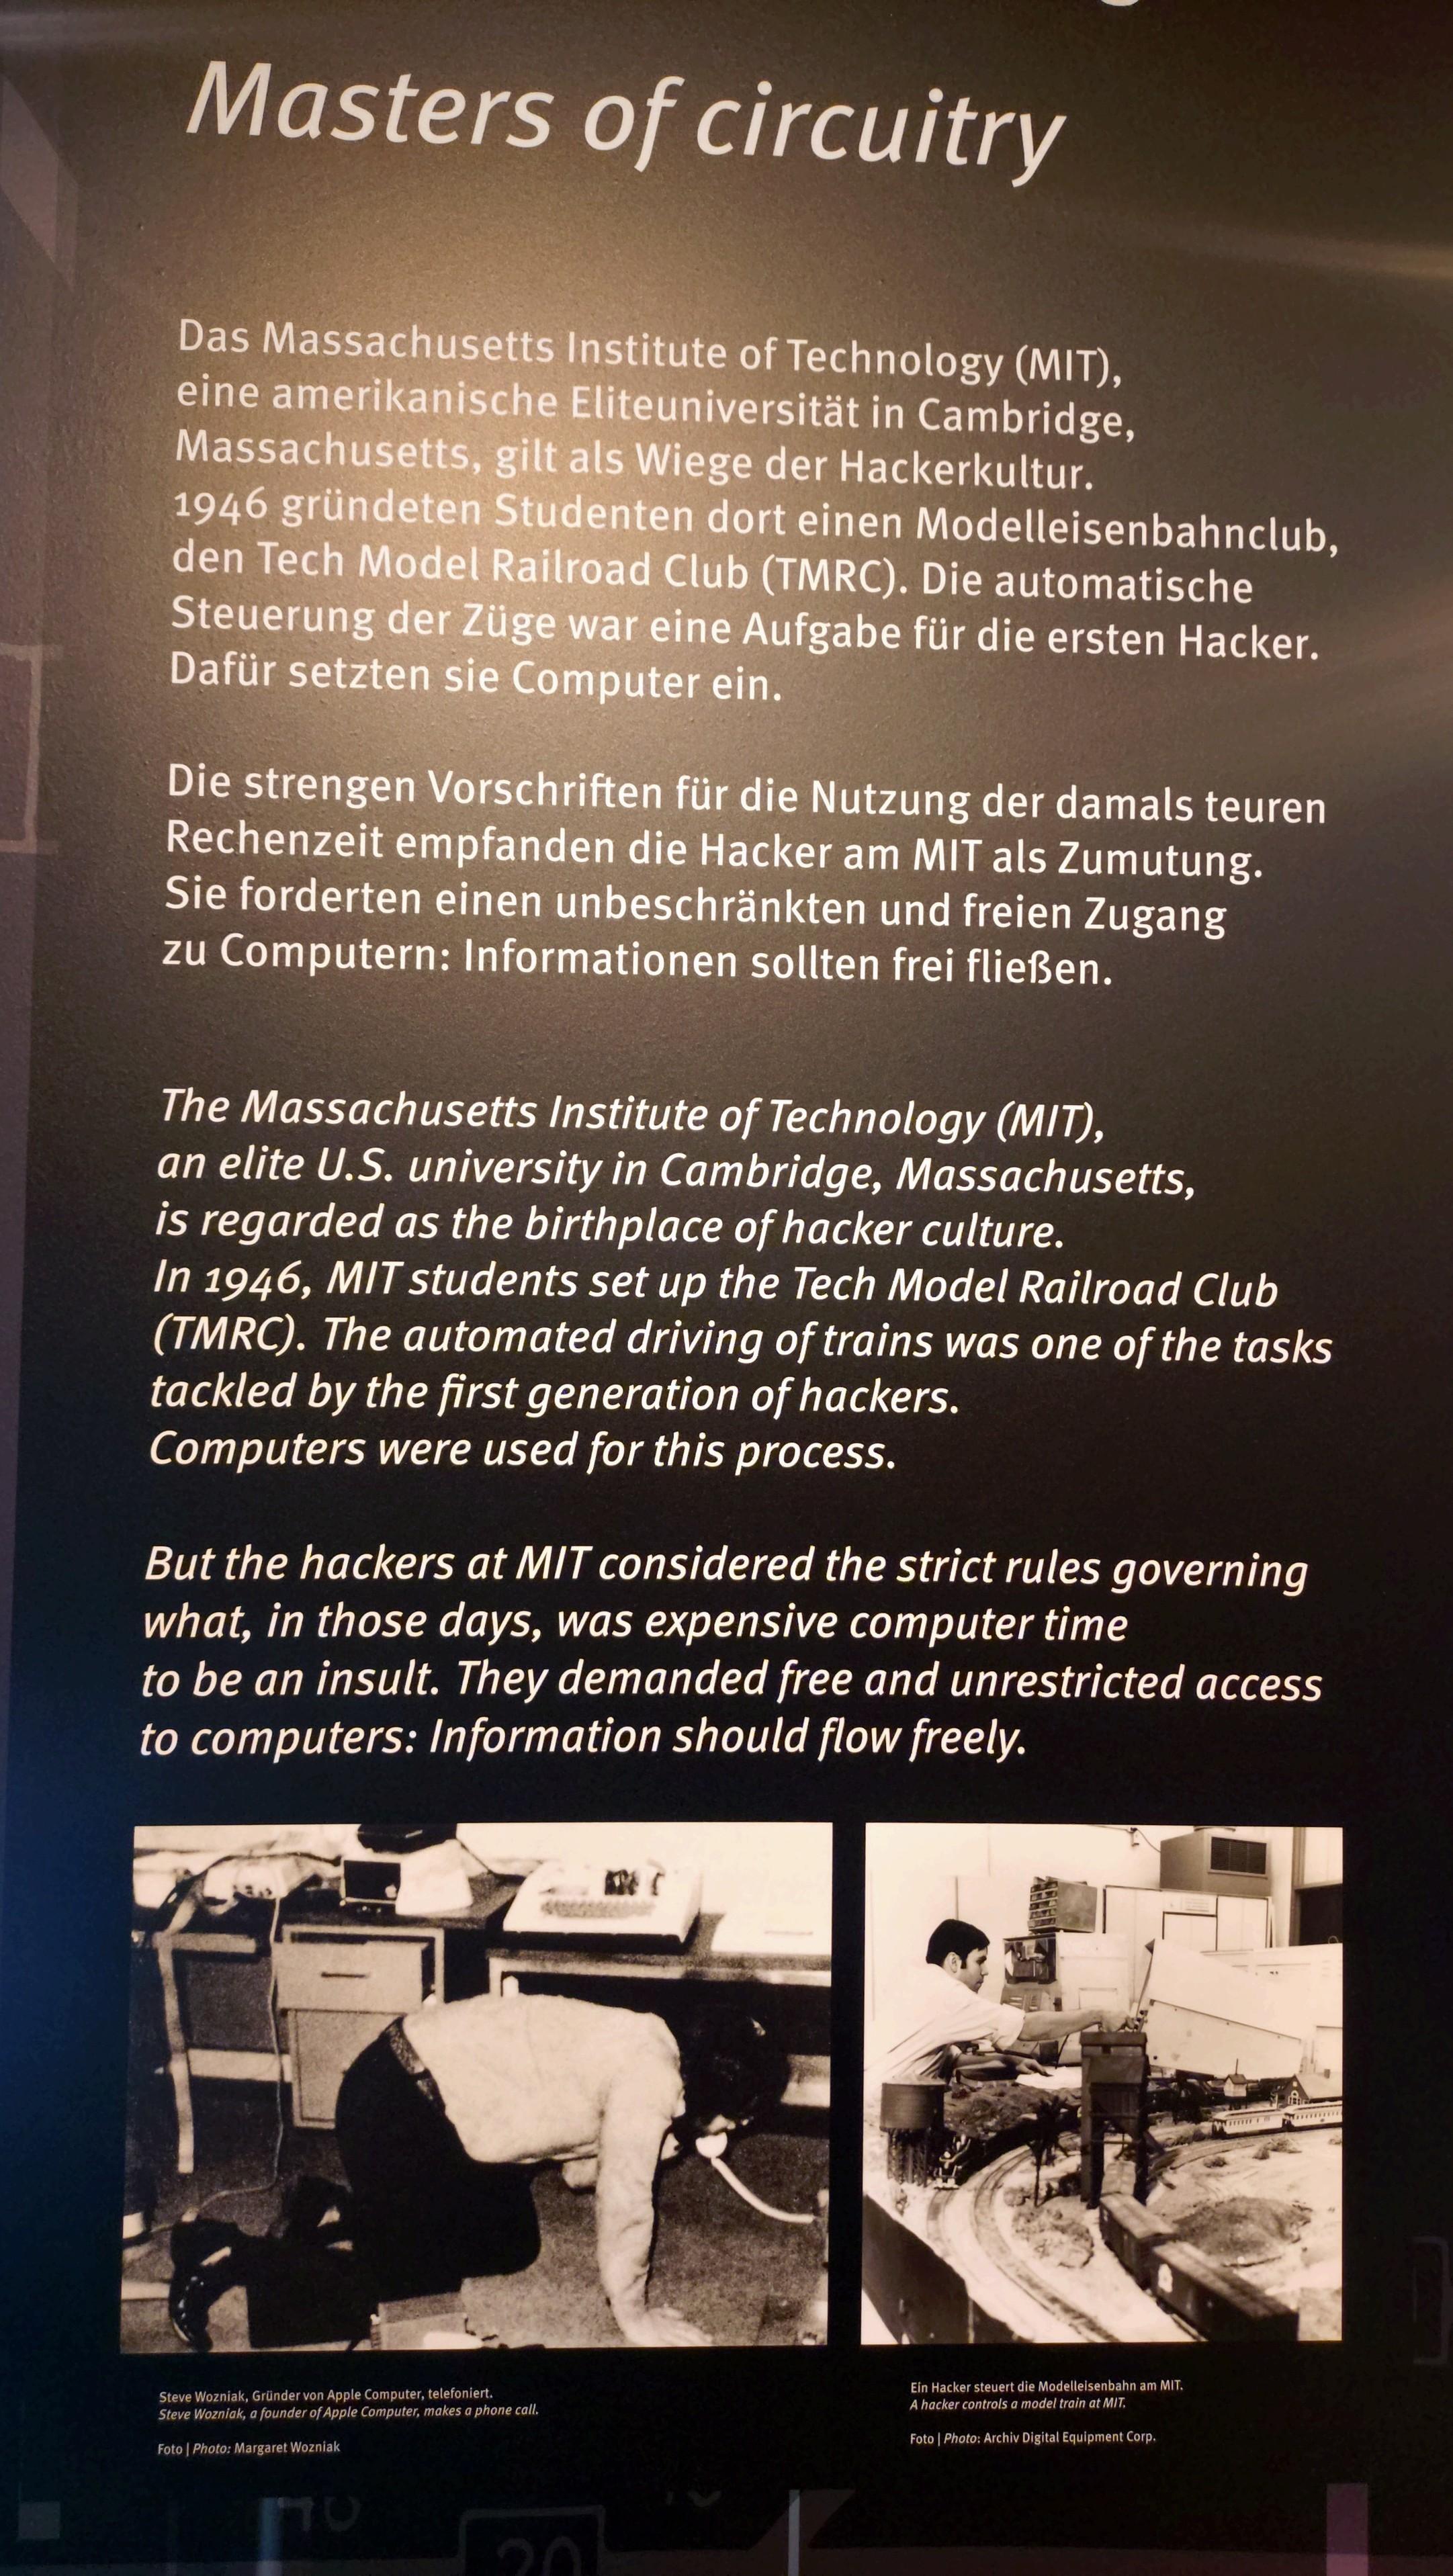 Masters of circuitry
Das Massachusetts Institute of Technology (MIT),
eine amerikanische Eliteuniversität in Cambridge,
Massachusetts, gilt als Wiege der Hackerkultur.
1946 gründeten Studenten dort einen Modelleisenbahnclub,
den Tech Model Railroad Club (TMRC). Die automatische
Steuerung der Züge war eine Aufgabe für die ersten Hacker.
Dafür setzten sie Computer ein.
Die strengen Vorschriften für die Nutzung der damals teuren
Rechenzeit empfanden die Hacker am MIT als Zumutung.
Sie forderten einen unbeschränkten und freien Zugang
zu Computern: Informationen sollten frei fließen.
The Massachusetts Institute of Technology (MIT),
an elite U.S. university in Cambridge, Massachusetts,
is regarded as the birthplace of hacker culture.
In 1946, MIT students set up the Tech Model Railroad Club
(TMRC). The automated driving of trains was one of the tasks
tackled by the first generation of hackers.
Computers were used for this process.
But the hackers at MIT considered the strict rules governing
what, in those days, was expensive computer time
to be an insult. They demanded free and unrestricted access
to computers: Information should flow freely.
Steve Wozniak, Gründer von Apple Computer, telefoniert.
Steve Wozniak, a founder of Apple Computer, makes a phone call.
Foto | Photo: Margaret Wozniak
Ein Hacker steuert die Modelleisenbahn am MIT.
A hacker controls a model train at MIT.
Foto | Photo: Archiv Digital Equipment Corp.
20